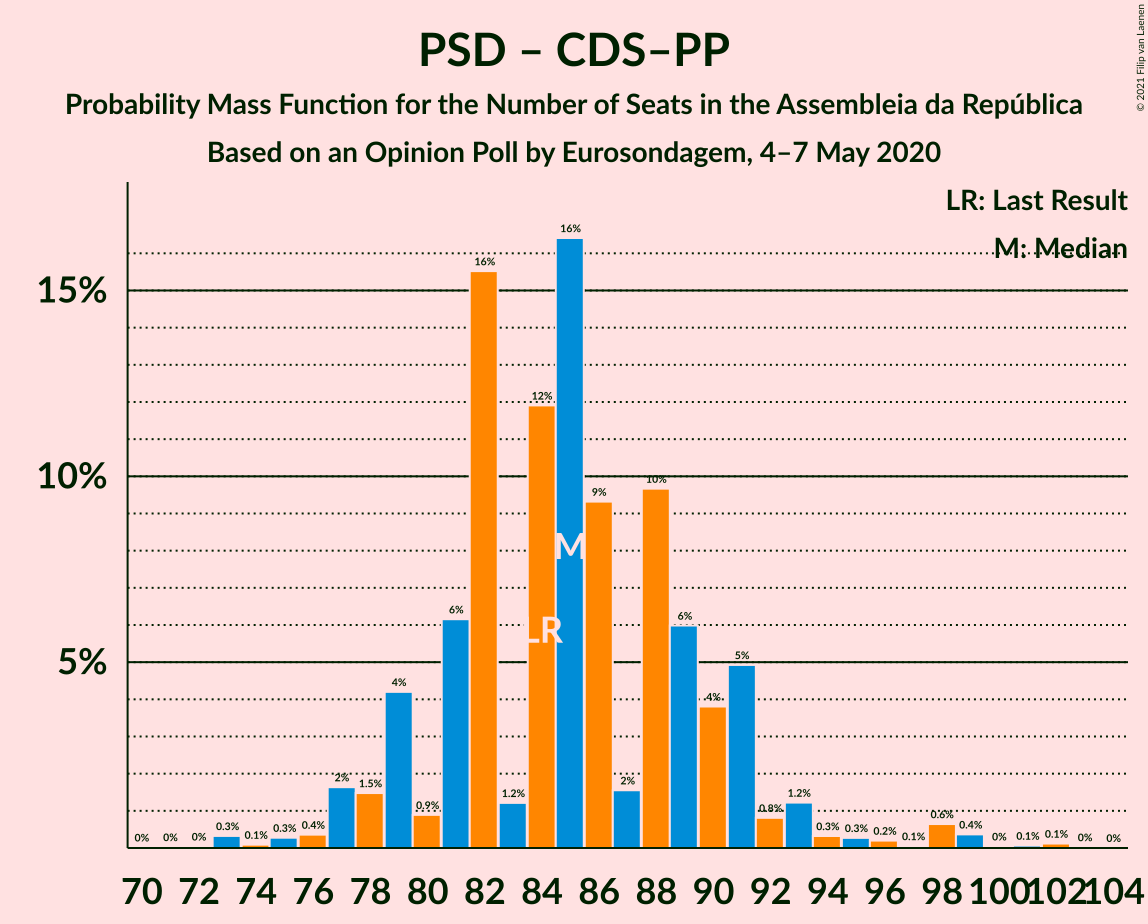 © 2021 Filip van Laenen
PSD – CDS–PP
Probability Mass Function for the Number of Seats in the Assembleia da República
Based on an Opinion Poll by Eurosondagem, 4–7 May 2020
LR: Last Result
M: Median
15%
10%
5%
0% 0% 0% 0.3% 0.1% 0.3% 0.4% 2% 1.5% 4% 0.9% 6% 16% 1.2% 12% 16% 9% 2% 10% 6% 4% 5% 0.8% 1.2% 0.3% 0.3% 0.2% 0.1% 0.6% 0.4% 0% 0.1% 0.1% 0% 0%
M
LR
70 72 74 76 78 80 82 84 86 88 90 92 94 96 98 100 102 104